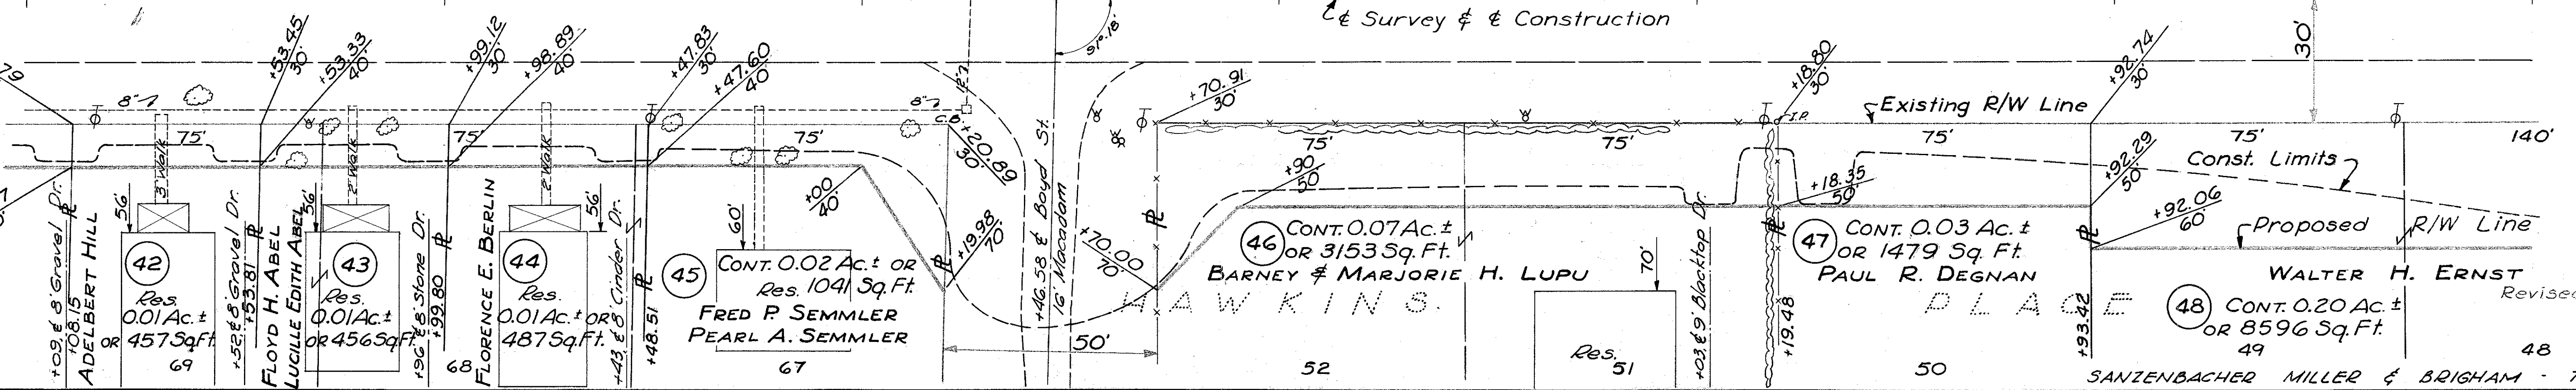 ℄ Survey & ℄ Construction
91°.18'
30'
79
+53.45
30'
+53.33
40'
+99.12
30'
+98.89
40'
+47.83
30'
+47.60
40'
12"
+70.91
30'
+18.80
30'
+92.74
30'
8"
8"
C.B.
I.P.
Existing R/W Line
75'
75'
75'
75'
75'
75'
75'
140'
3' Walk
2' Walk
2' Walk
+20.89
30'
+00
40'
+19.98
70'
+70.00
70'
+90
50'
+18.35
50'
+92.29
50'
+92.06
60'
Const. Limits
Proposed R/W Line
+46.58 ℄ Boyd St.
16' Macadam
+09 ℄ 8' Gravel Dr.
+08.15
ADELBERT HILL
56'
42
Res.
0.01 Ac. ±
OR 457 Sq.Ft.
69
+52 ℄ 8' Gravel Dr.
+53.81
FLOYD H. ABEL
LUCILLE EDITH ABEL
56'
43
Res.
0.01 Ac. ±
OR 456 Sq.Ft.
+96 ℄ 8' Stone Dr.
+99.80
68
FLORENCE E. BERLIN
44
56'
Res.
0.01 Ac. ± OR
487 Sq.Ft.
+43 ℄ 8' Cinder Dr.
+48.51
60'
45
CONT. 0.02 Ac. ± OR
Res. 1041 Sq.Ft.
FRED P. SEMMLER
PEARL A. SEMMLER
67
50'
46
CONT. 0.07 Ac. ±
OR 3153 Sq. Ft.
BARNEY & MARJORIE H. LUPU
HAWKINS. PLACE
52
70'
Res.
51
+03 ℄ 9' Blacktop Dr.
+19.48
47
CONT. 0.03 Ac. ±
OR 1479 Sq. Ft.
PAUL R. DEGNAN
50
+93.42
WALTER H. ERNST
Revised
48
CONT. 0.20 Ac. ±
OR 8596 Sq.Ft.
49
48
SANZENBACHER MILLER & BRIGHAM -